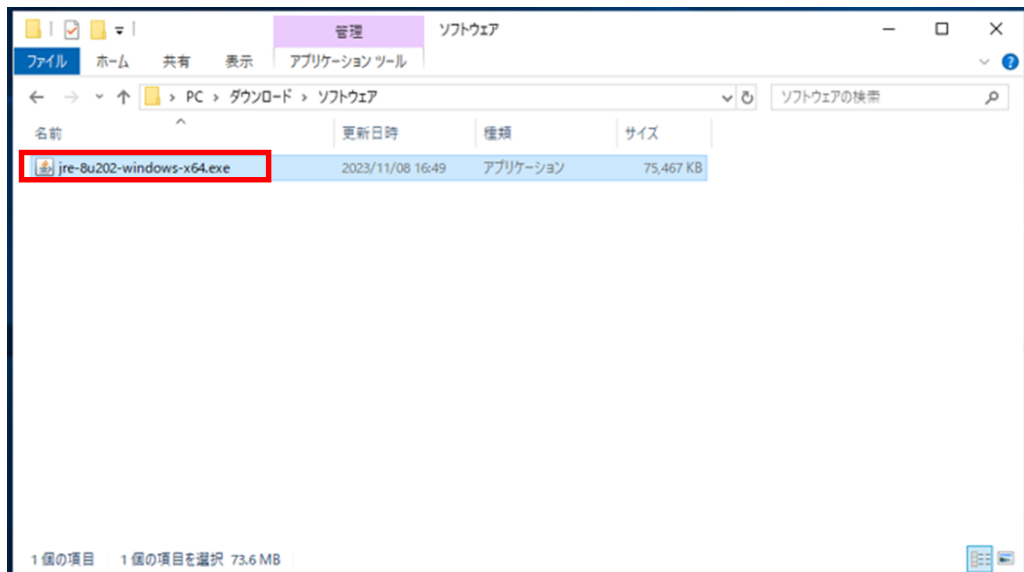 管理 ソフトウェア
ファイル ホーム 共有 表示 アプリケーション ツール
PC ダウンロード ソフトウェア ソフトウェアの検索
名前 更新日時 種類 サイズ
jre-8u202-windows-x64.exe 2023/11/08 16:49 アプリケーション 75,467 KB
1 個の項目 1 個の項目を選択 73.6 MB